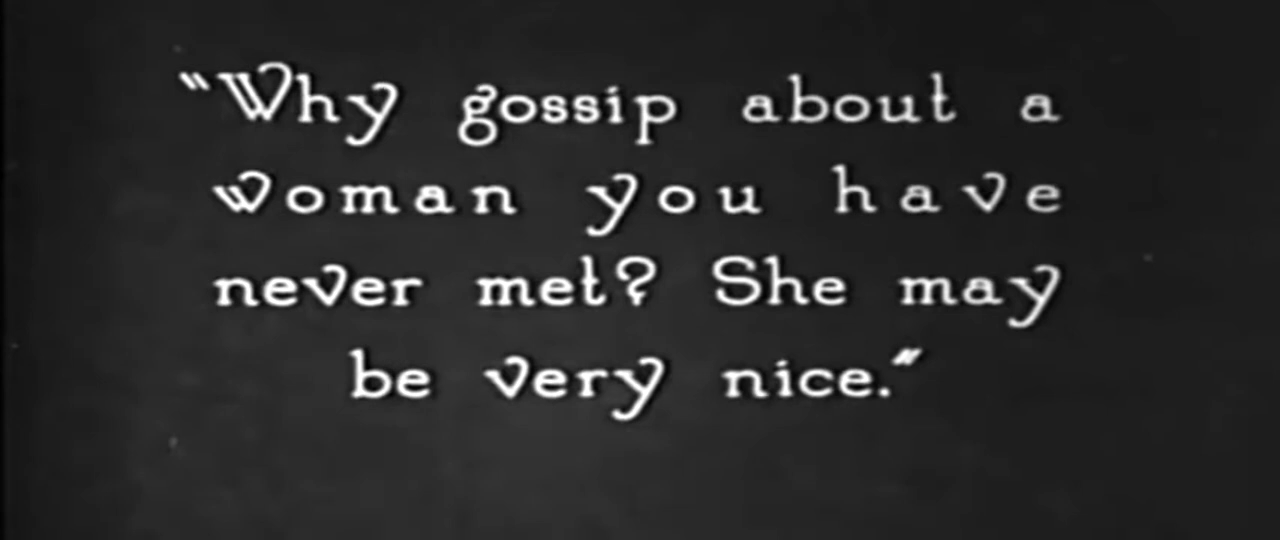 "Why gossip about a
woman you have
never met? She may
be very nice."